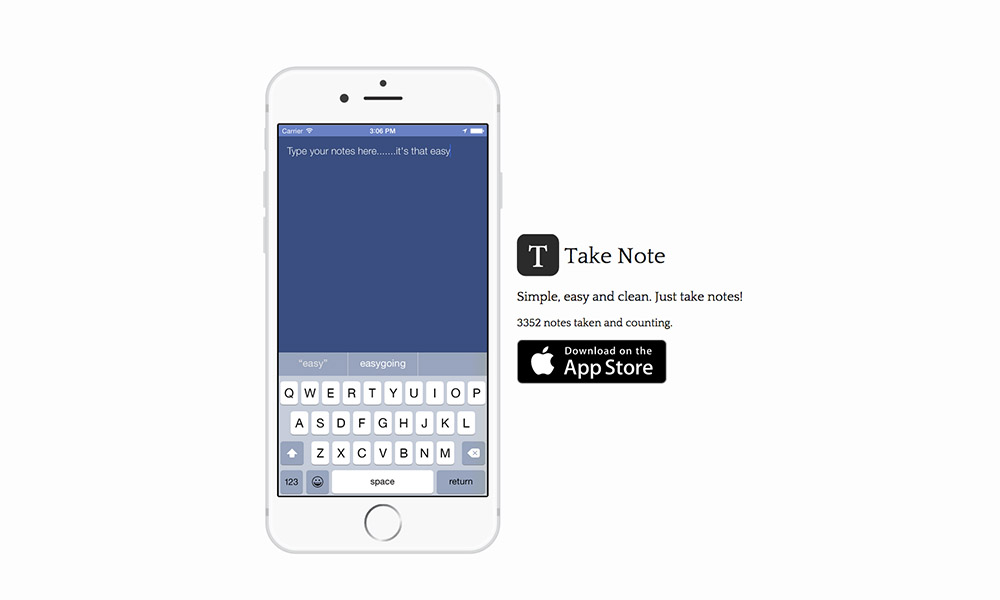 Carrier 3:06 PM
Type your notes here.......it's that easy
"easy" easygoing
Q W E R T Y U I O P
A S D F G H J K L
Z X C V B N M
123 space return
T Take Note
Simple, easy and clean. Just take notes!
3352 notes taken and counting.
Download on the
App Store